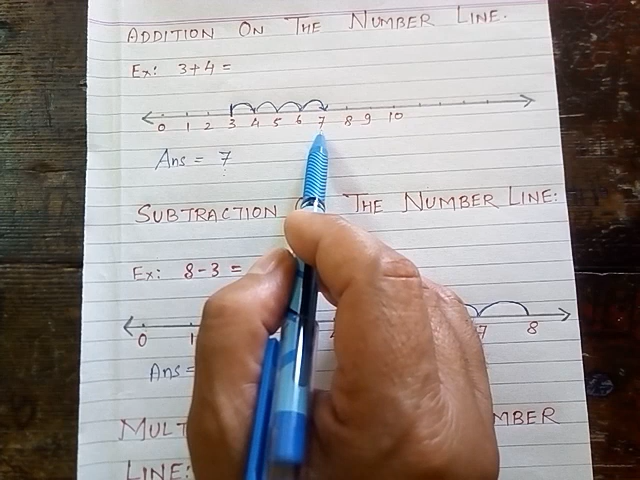 ADDITION ON THE NUMBER LINE.
Ex: 3+4 =
0 1 2 3 4 5 6 7 8 9 10
Ans = 7
SUBTRACTION THE NUMBER LINE:
Ex: 8-3 =
0 1 7 8
Ans =
MULT MBER
LINE: